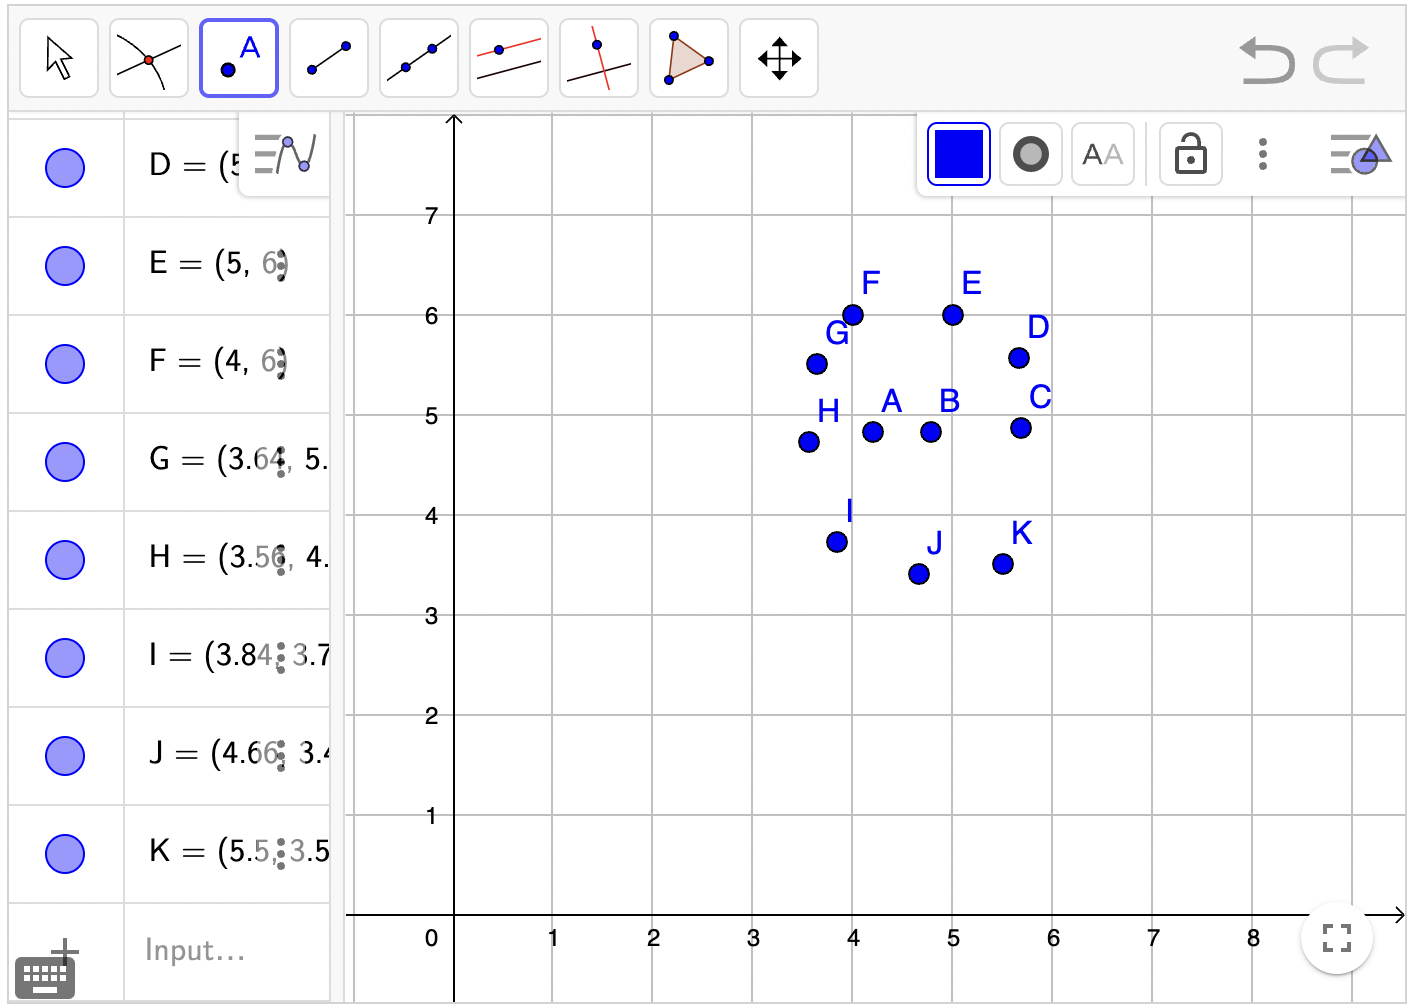 A
AA
D = (5
E = (5, 6)
F = (4, 6)
G = (3.64, 5.
H = (3.56, 4.
I = (3.84, 3.7
J = (4.66, 3.4
K = (5.5, 3.5
Input...
7
6
5
4
3
2
1
0 1 2 3 4 5 6 7 8
F E
G D
H A B C
I
J K